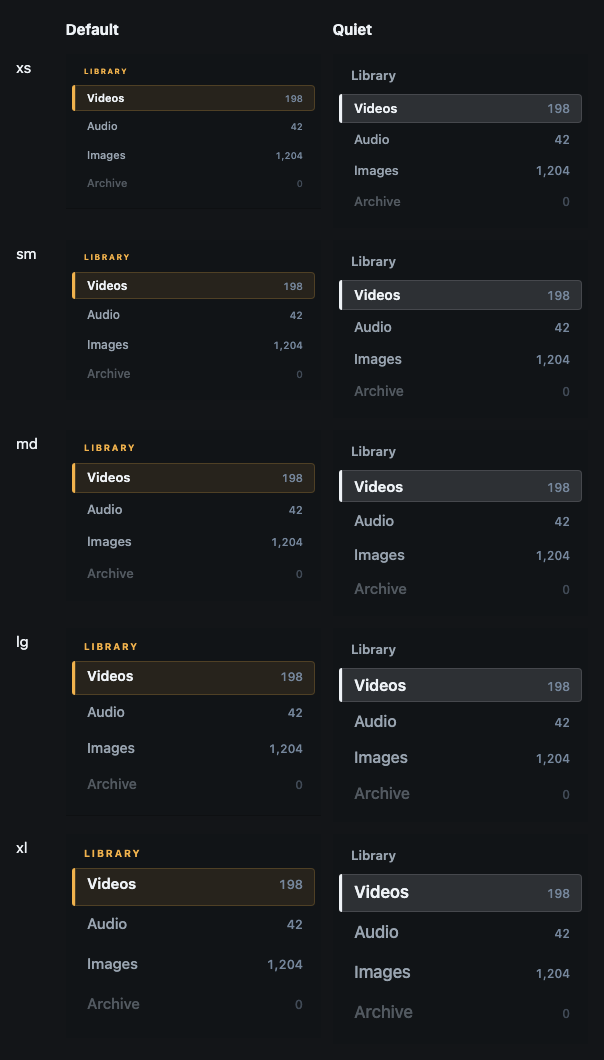 Default Quiet
xs
LIBRARY
Videos 198
Audio 42
Images 1,204
Archive 0
Library
Videos 198
Audio 42
Images 1,204
Archive 0
sm
LIBRARY
Videos 198
Audio 42
Images 1,204
Archive 0
Library
Videos 198
Audio 42
Images 1,204
Archive 0
md
LIBRARY
Videos 198
Audio 42
Images 1,204
Archive 0
Library
Videos 198
Audio 42
Images 1,204
Archive 0
lg
LIBRARY
Videos 198
Audio 42
Images 1,204
Archive 0
Library
Videos 198
Audio 42
Images 1,204
Archive 0
xl
LIBRARY
Videos 198
Audio 42
Images 1,204
Archive 0
Library
Videos 198
Audio 42
Images 1,204
Archive 0